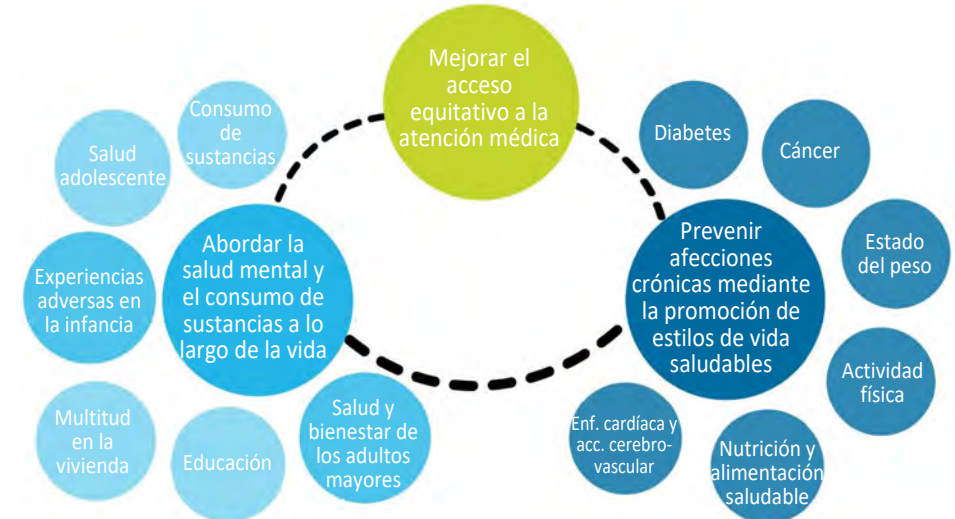 Mejorar el
acceso
equitativo a la
atención médica
Consumo
de
sustancias
Salud
adolescente
Experiencias
adversas en
la infancia
Multitud
en la
vivienda
Educación
Salud y
bienestar de
los adultos
mayores
Abordar la
salud mental y
el consumo de
sustancias a lo
largo de la vida
Prevenir
afecciones
crónicas mediante
la promoción de
estilos de vida
saludables
Diabetes
Cáncer
Estado
del peso
Actividad
física
Nutrición y
alimentación
saludable
Enf. cardíaca y
acc. cerebro-
vascular